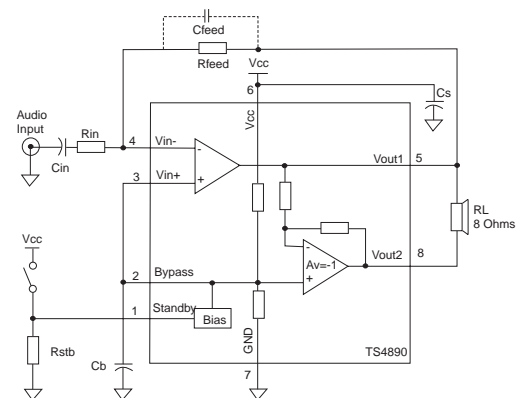 Cfeed
Rfeed
Vcc
6
Cs
Vcc
Audio
Input
Rin
Cin
4
Vin-
-
3
Vin+
+
Vout1
5
RL
8 Ohms
Vcc
-
Av=-1
+
Vout2
8
2
Bypass
1
Standby
Bias
Rstb
Cb
GND
7
TS4890